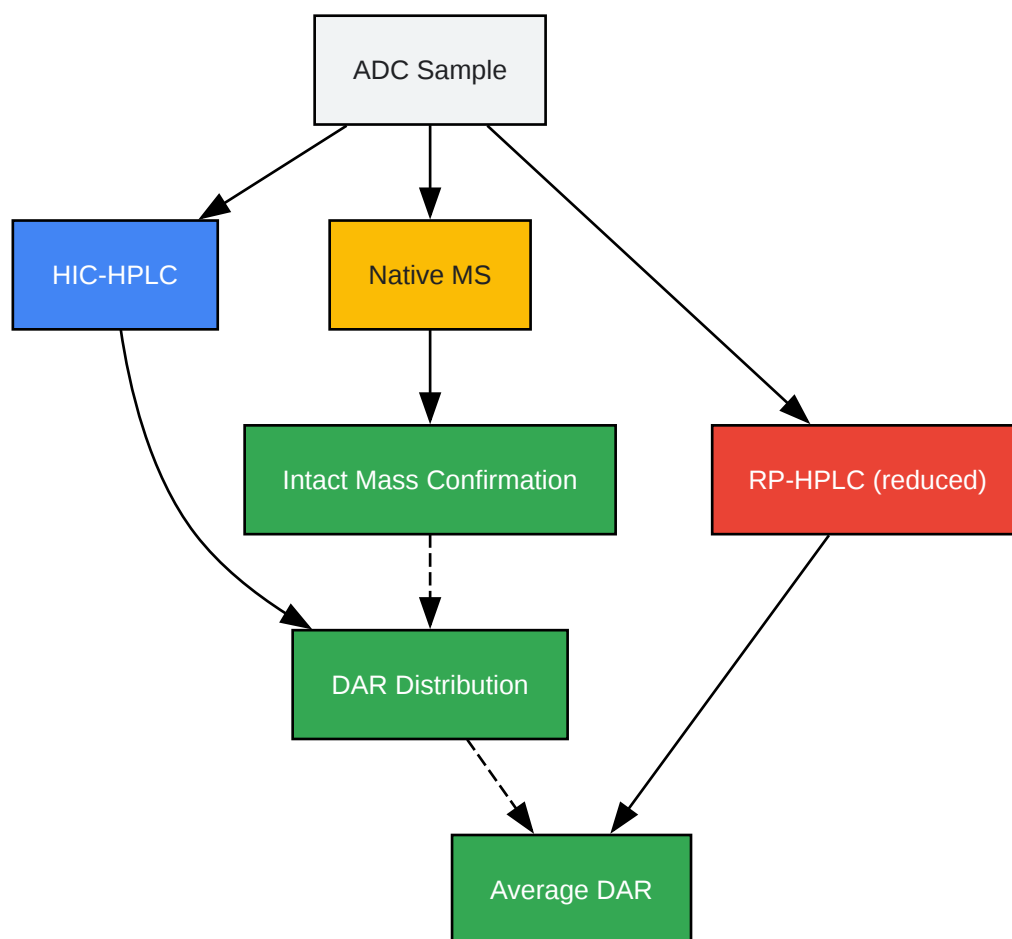 ADC Sample
HIC-HPLC
Native MS
Intact Mass Confirmation
RP-HPLC (reduced)
DAR Distribution
Average DAR